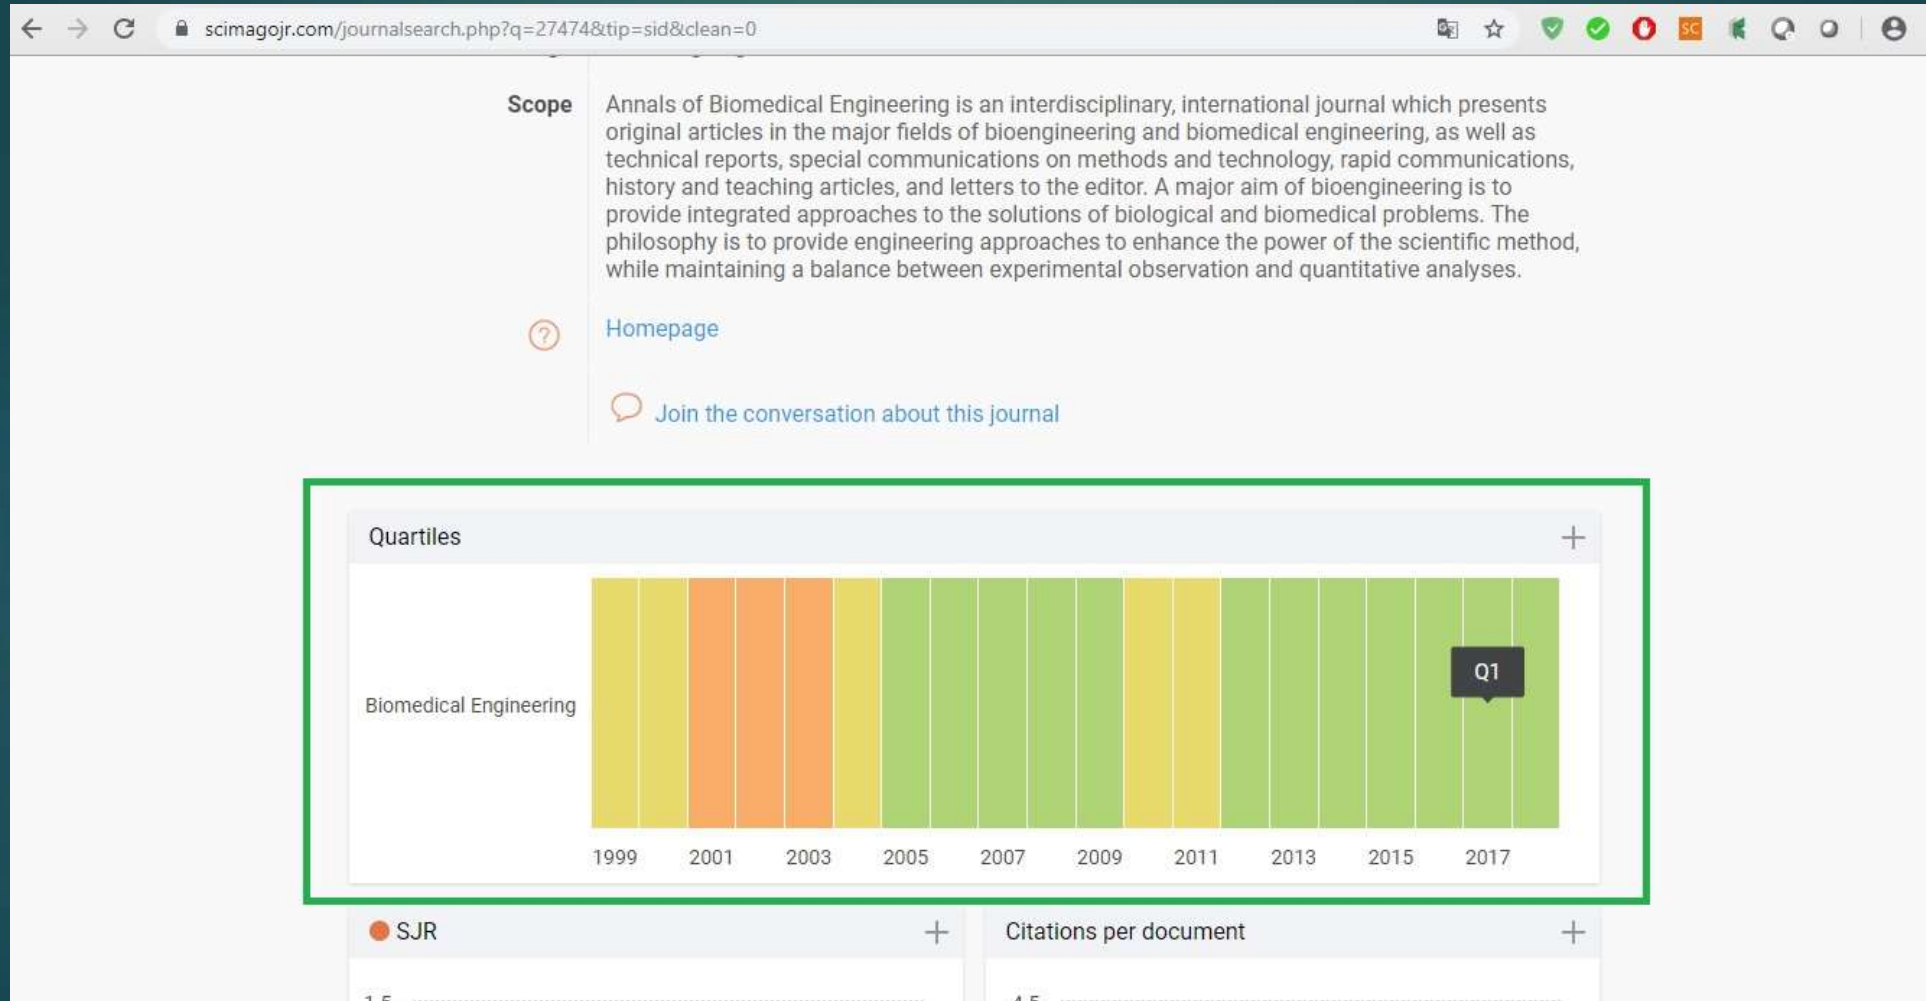 scimagojr.com/journalsearch.php?q=27474&tip=sid&clean=0
SC
Scope
Annals of Biomedical Engineering is an interdisciplinary, international journal which presents
original articles in the major fields of bioengineering and biomedical engineering, as well as
technical reports, special communications on methods and technology, rapid communications,
history and teaching articles, and letters to the editor. A major aim of bioengineering is to
provide integrated approaches to the solutions of biological and biomedical problems. The
philosophy is to provide engineering approaches to enhance the power of the scientific method,
while maintaining a balance between experimental observation and quantitative analyses.
?
Homepage
Join the conversation about this journal
Quartiles
Q1
Biomedical Engineering
1999 2001 2003 2005 2007 2009 2011 2013 2015 2017
SJR
Citations per document